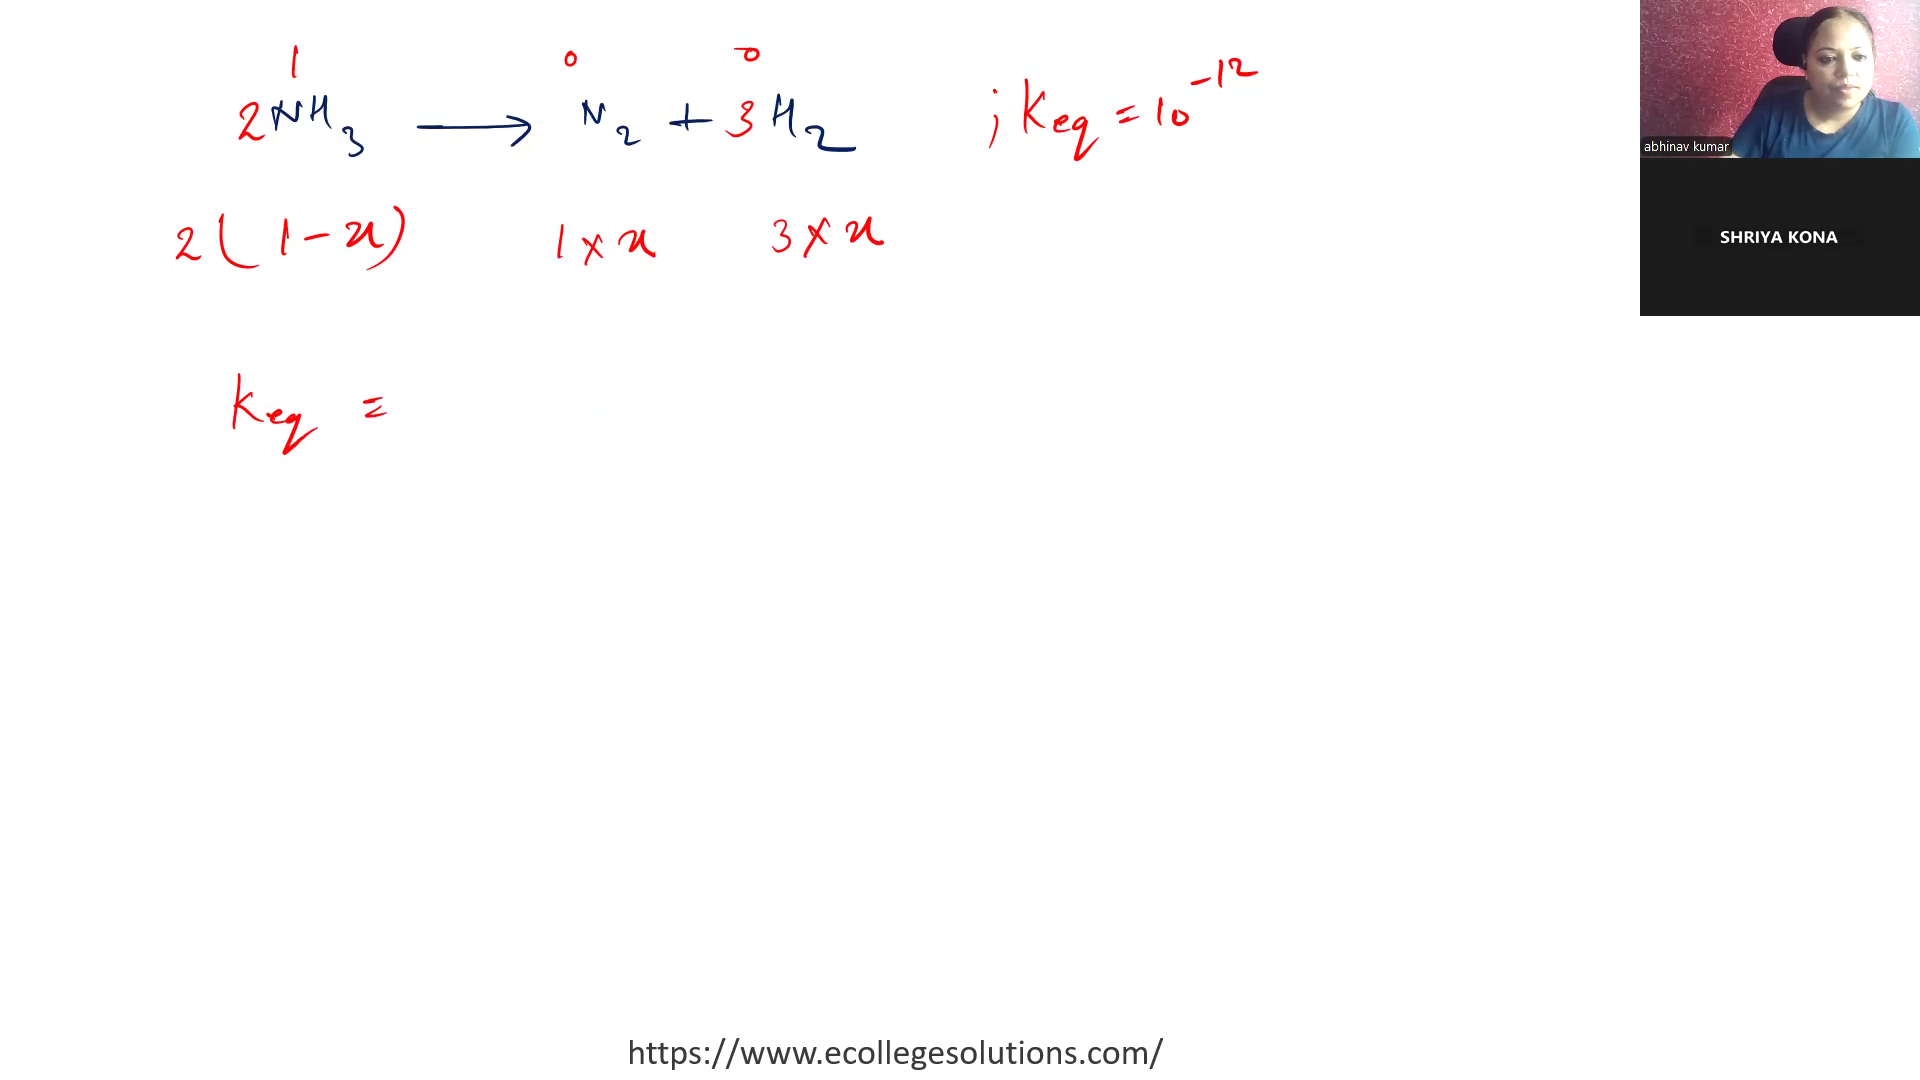 1 0 0
2NH3 ⟶ N2 + 3H2 ; Keq = 10^-12
2(1-x) 1×x 3×x
Keq =
abhinav kumar
SHRIYA KONA
https://www.ecollegesolutions.com/